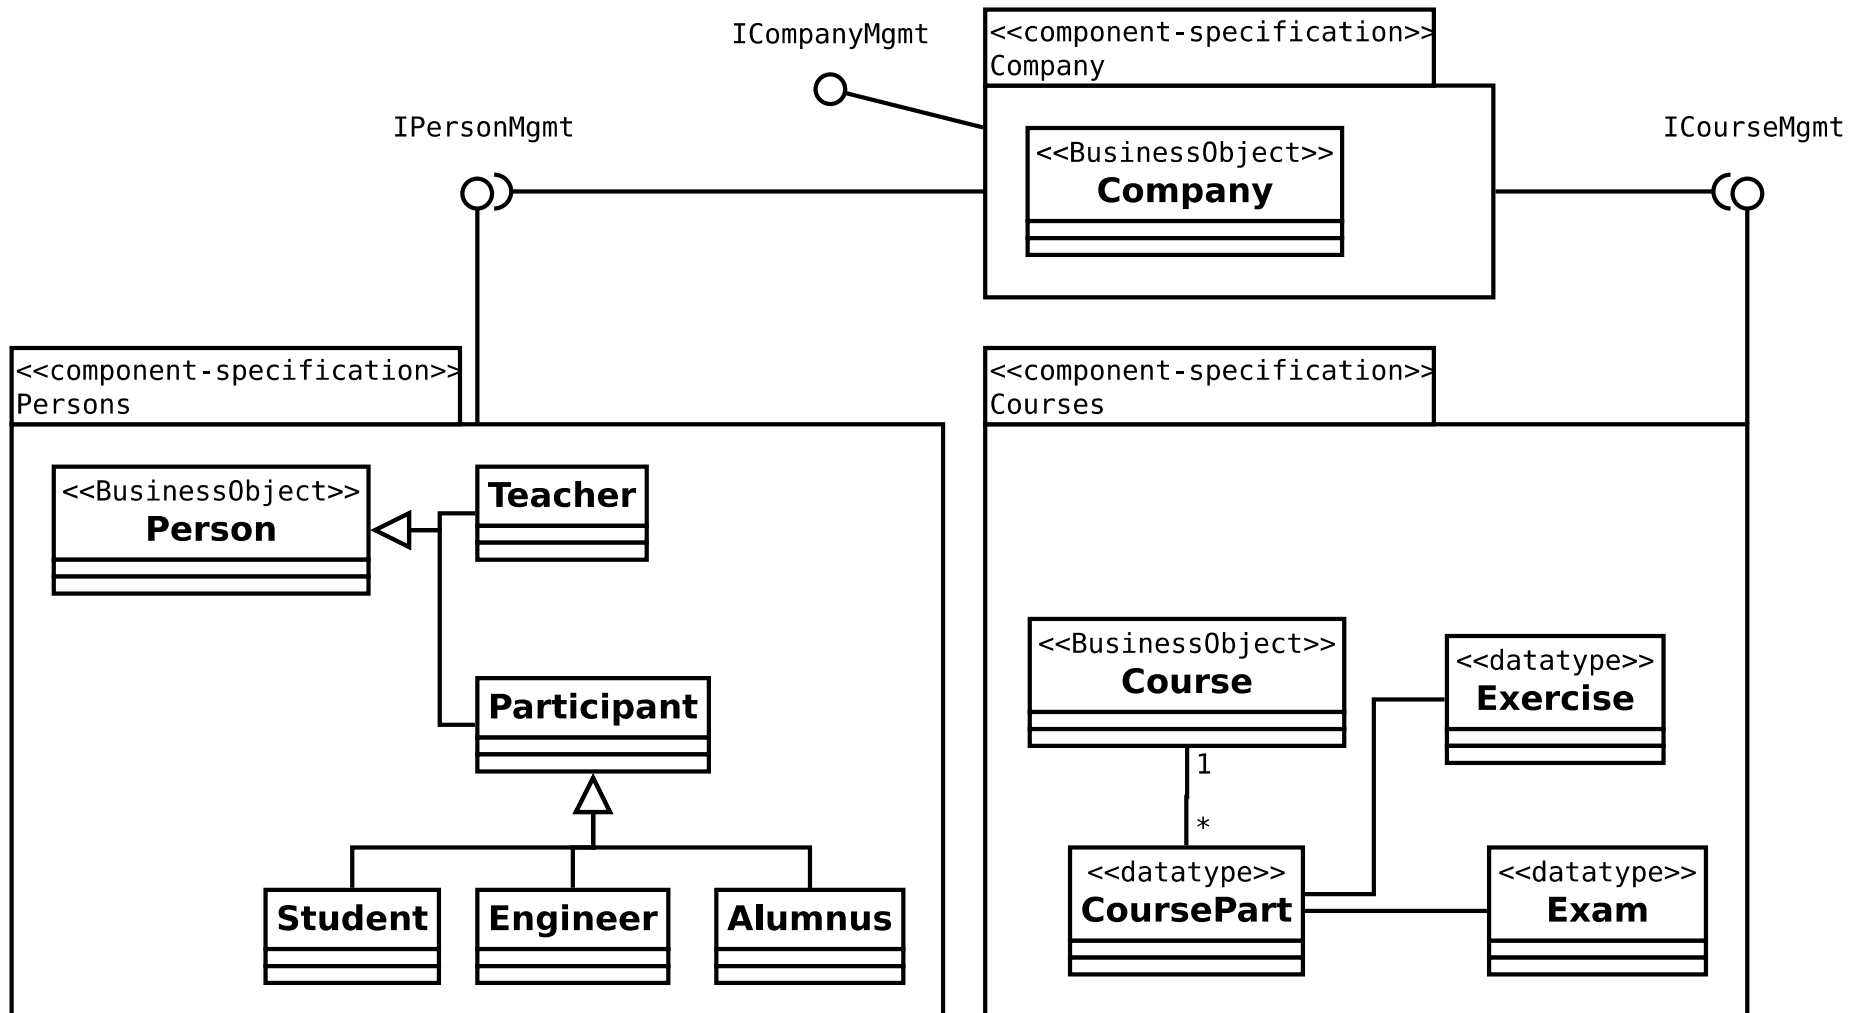 ICompanyMgmt
<<component-specification>>
Company
IPersonMgmt
ICourseMgmt
<<BusinessObject>>
Company
<<component-specification>>
Persons
<<component-specification>>
Courses
<<BusinessObject>>
Person
Teacher
Participant
Student
Engineer
Alumnus
<<BusinessObject>>
Course
<<datatype>>
Exercise
1
*
<<datatype>>
CoursePart
<<datatype>>
Exam